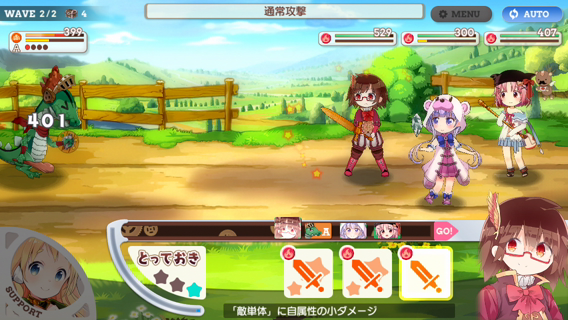 WAVE 2/2 4
通常攻撃
MENU
AUTO
399
A
529
300
407
401
A
GO!
とっておき
SUPPORT
「敵単体」に自属性の小ダメージ